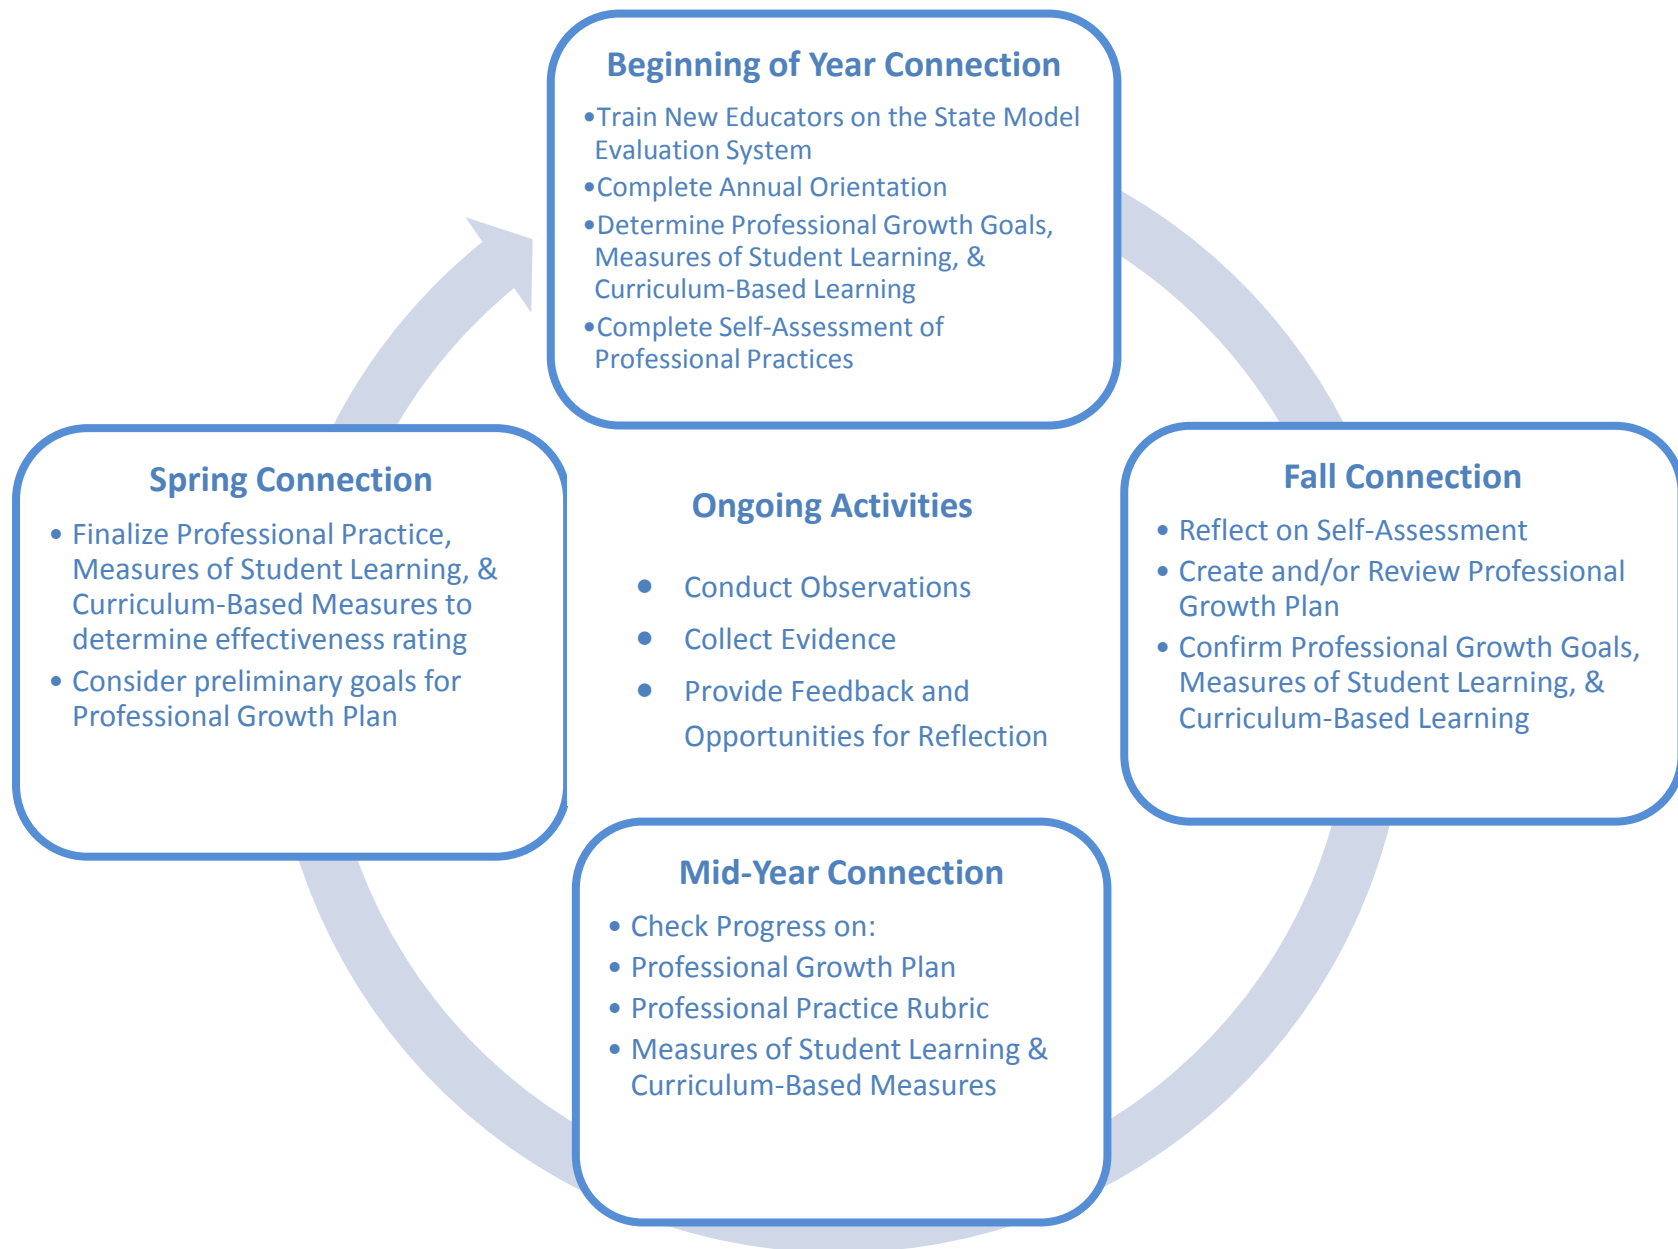 Beginning of Year Connection
•Train New Educators on the State Model
Evaluation System
•Complete Annual Orientation
•Determine Professional Growth Goals,
Measures of Student Learning, &
Curriculum-Based Learning
•Complete Self-Assessment of
Professional Practices
Fall Connection
• Reflect on Self-Assessment
• Create and/or Review Professional
Growth Plan
• Confirm Professional Growth Goals,
Measures of Student Learning, &
Curriculum-Based Learning
Mid-Year Connection
• Check Progress on:
• Professional Growth Plan
• Professional Practice Rubric
• Measures of Student Learning &
Curriculum-Based Measures
Spring Connection
• Finalize Professional Practice,
Measures of Student Learning, &
Curriculum-Based Measures to
determine effectiveness rating
• Consider preliminary goals for
Professional Growth Plan
Ongoing Activities
• Conduct Observations
• Collect Evidence
• Provide Feedback and
Opportunities for Reflection